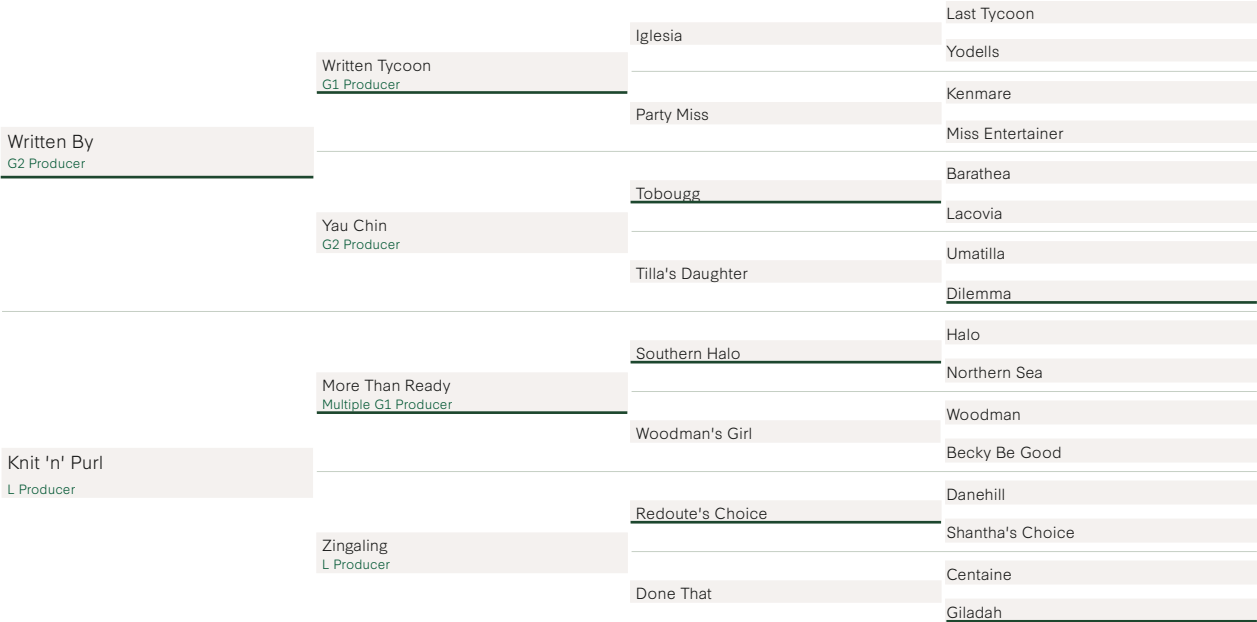 Written By
G2 Producer
Written Tycoon
G1 Producer
Iglesia
Last Tycoon
Yodells
Party Miss
Kenmare
Miss Entertainer
Yau Chin
G2 Producer
Tobougg
Barathea
Lacovia
Tilla's Daughter
Umatilla
Dilemma
Knit 'n' Purl
L Producer
More Than Ready
Multiple G1 Producer
Southern Halo
Halo
Northern Sea
Woodman's Girl
Woodman
Becky Be Good
Zingaling
L Producer
Redoute's Choice
Danehill
Shantha's Choice
Done That
Centaine
Giladah